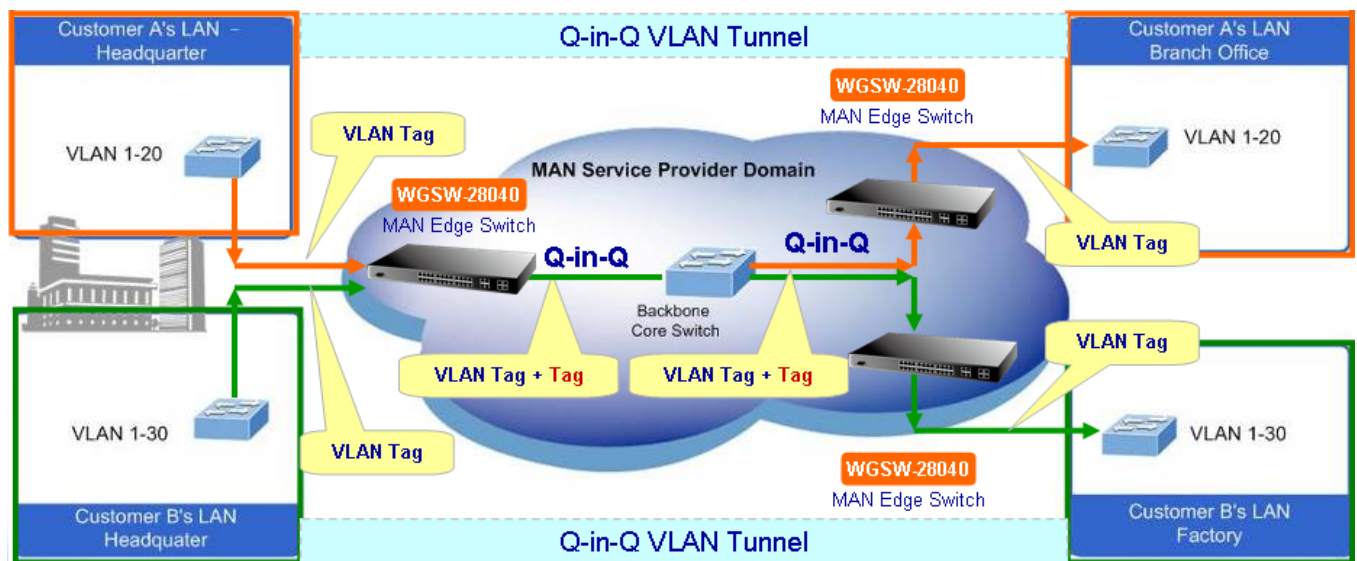 Customer A's LAN –
Headquarter
Q-in-Q VLAN Tunnel
Customer A's LAN
Branch Office
WGSW-28040
MAN Edge Switch
VLAN Tag
VLAN 1-20
VLAN 1-20
MAN Service Provider Domain
WGSW-28040
MAN Edge Switch
Q-in-Q
Q-in-Q
VLAN Tag
Backbone
Core Switch
VLAN Tag
VLAN Tag + Tag
VLAN Tag + Tag
VLAN 1-30
VLAN Tag
VLAN 1-30
WGSW-28040
MAN Edge Switch
Customer B's LAN
Headquater
Q-in-Q VLAN Tunnel
Customer B's LAN
Factory